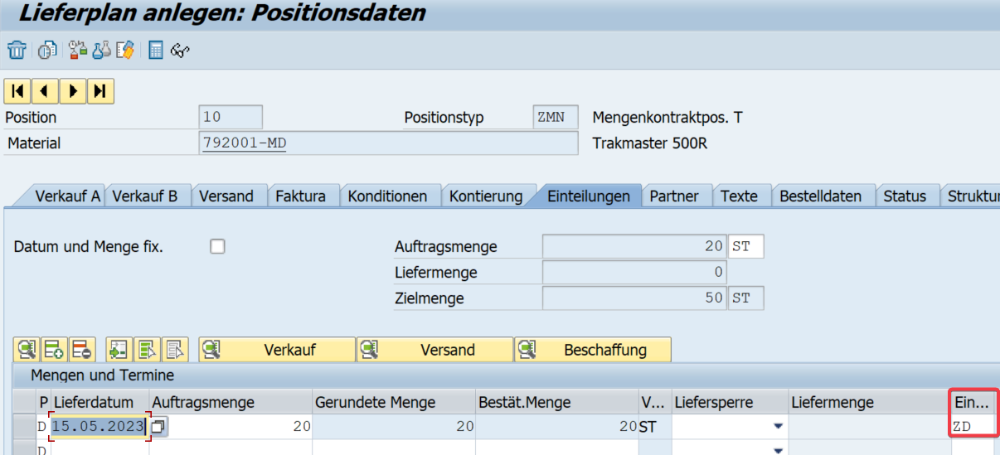 Lieferplan anlegen: Positionsdaten
Position 10 Positionstyp ZMN Mengenkontraktpos. T
Material 792001-MD Trakmaster 500R
Verkauf A Verkauf B Versand Faktura Konditionen Kontierung Einteilungen Partner Texte Bestelldaten Status Struktur
Datum und Menge fix. Auftragsmenge 20 ST
Liefermenge 0
Zielmenge 50 ST
Verkauf Versand Beschaffung
Mengen und Termine
P Lieferdatum Auftragsmenge Gerundete Menge Bestät.Menge V... Liefersperre Liefermenge Ein...
D 15.05.2023 20 20 20 ST ZD
D